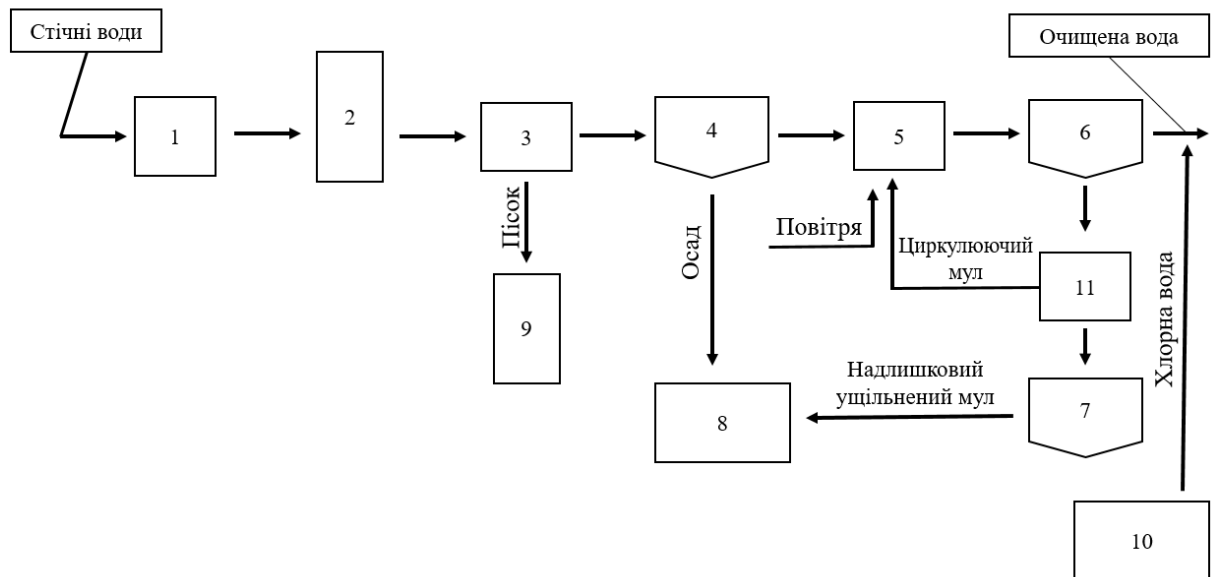 Стічні води
Очищена вода
1
2
3
4
5
6
Пісок
Осад
Повітря
Циркулюючий
мул
11
Хлорна вода
9
Надлишковий
ущільнений мул
8
7
10